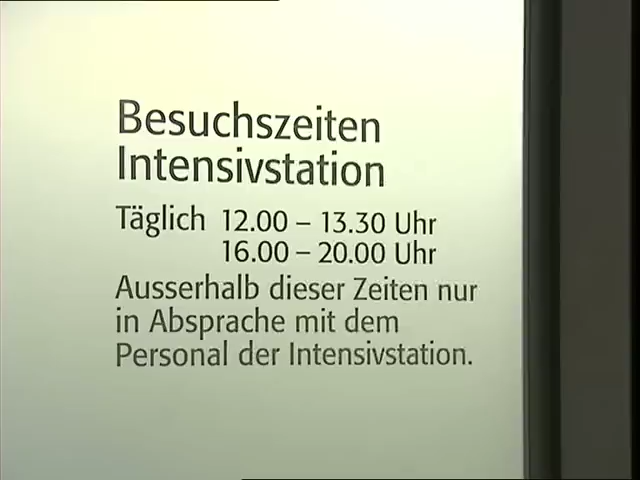 Besuchszeiten
Intensivstation
Täglich 12.00 – 13.30 Uhr
16.00 – 20.00 Uhr
Ausserhalb dieser Zeiten nur
in Absprache mit dem
Personal der Intensivstation.